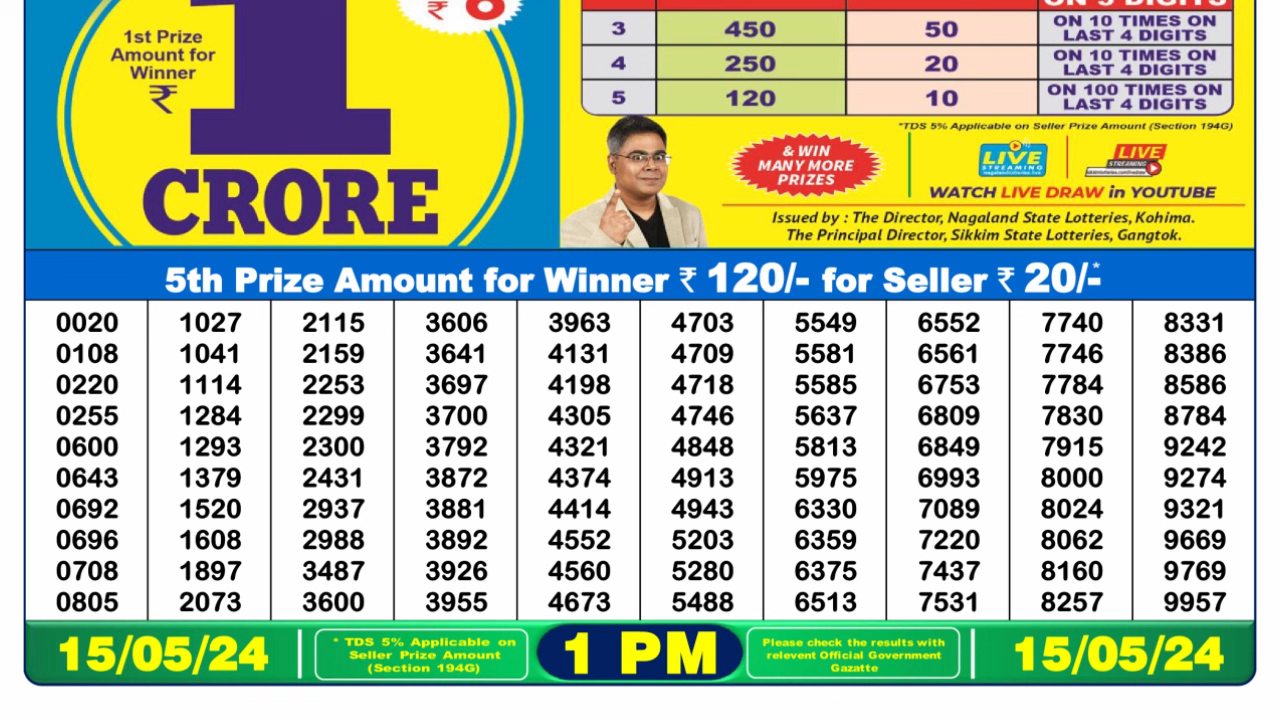 ₹ 6
1st Prize
Amount for
Winner
₹
1
CRORE
ON 5 DIGITS
3 450 50 ON 10 TIMES ON LAST 4 DIGITS
4 250 20 ON 10 TIMES ON LAST 4 DIGITS
5 120 10 ON 100 TIMES ON LAST 4 DIGITS
*TDS 5% Applicable on Seller Prize Amount (Section 194G)
& WIN
MANY MORE
PRIZES
LIVE
STREAMING
LIVE
STREAMING
WATCH LIVE DRAW in YOUTUBE
Issued by : The Director, Nagaland State Lotteries, Kohima.
The Principal Director, Sikkim State Lotteries, Gangtok.
5th Prize Amount for Winner ₹ 120/- for Seller ₹ 20/-*
0020 1027 2115 3606 3963 4703 5549 6552 7740 8331
0108 1041 2159 3641 4131 4709 5581 6561 7746 8386
0220 1114 2253 3697 4198 4718 5585 6753 7784 8586
0255 1284 2299 3700 4305 4746 5637 6809 7830 8784
0600 1293 2300 3792 4321 4848 5813 6849 7915 9242
0643 1379 2431 3872 4374 4913 5975 6993 8000 9274
0692 1520 2937 3881 4414 4943 6330 7089 8024 9321
0696 1608 2988 3892 4552 5203 6359 7220 8062 9669
0708 1897 3487 3926 4560 5280 6375 7437 8160 9769
0805 2073 3600 3955 4673 5488 6513 7531 8257 9957
15/05/24
* TDS 5% Applicable on
Seller Prize Amount
(Section 194G)
1 PM
Please check the results with
relevent Official Government
Gazatte
15/05/24